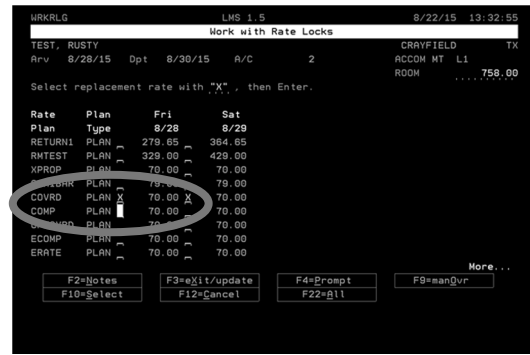 WRKRLG LMS 1.5 8/22/15 13:32:55
Work with Rate Locks
TEST, RUSTY CRAYFIELD TX
Arv 8/28/15 Dpt 8/30/15 A/C 2 ACCOM MT L1
ROOM 758.00
Select replacement rate with "X" , then Enter.
Rate Plan Fri Sat
Plan Type 8/28 8/29
RETURN1 PLAN _ 279.65 _ 364.65
RMTEST PLAN _ 329.00 _ 429.00
XPROP PLAN _ 70.00 _ 70.00
PLAN _ 79.00 _ 79.00
COVRD PLAN X 70.00 X 70.00
COMP PLAN 70.00 _ 70.00
PLAN _ 70.00 _ 70.00
ECOMP PLAN _ 70.00 _ 70.00
ERATE PLAN _ 70.00 _ 70.00
More...
F2=Notes F3=eXit/update F4=Prompt F9=manOvr
F10=Select F12=Cancel F22=All